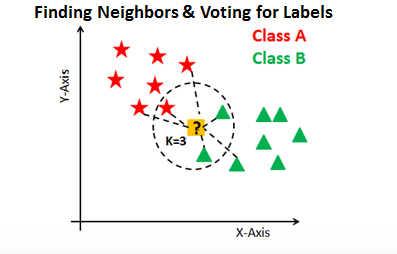 Finding Neighbors & Voting for Labels
Class A
Class B
Y-Axis
?
K=3
X-Axis